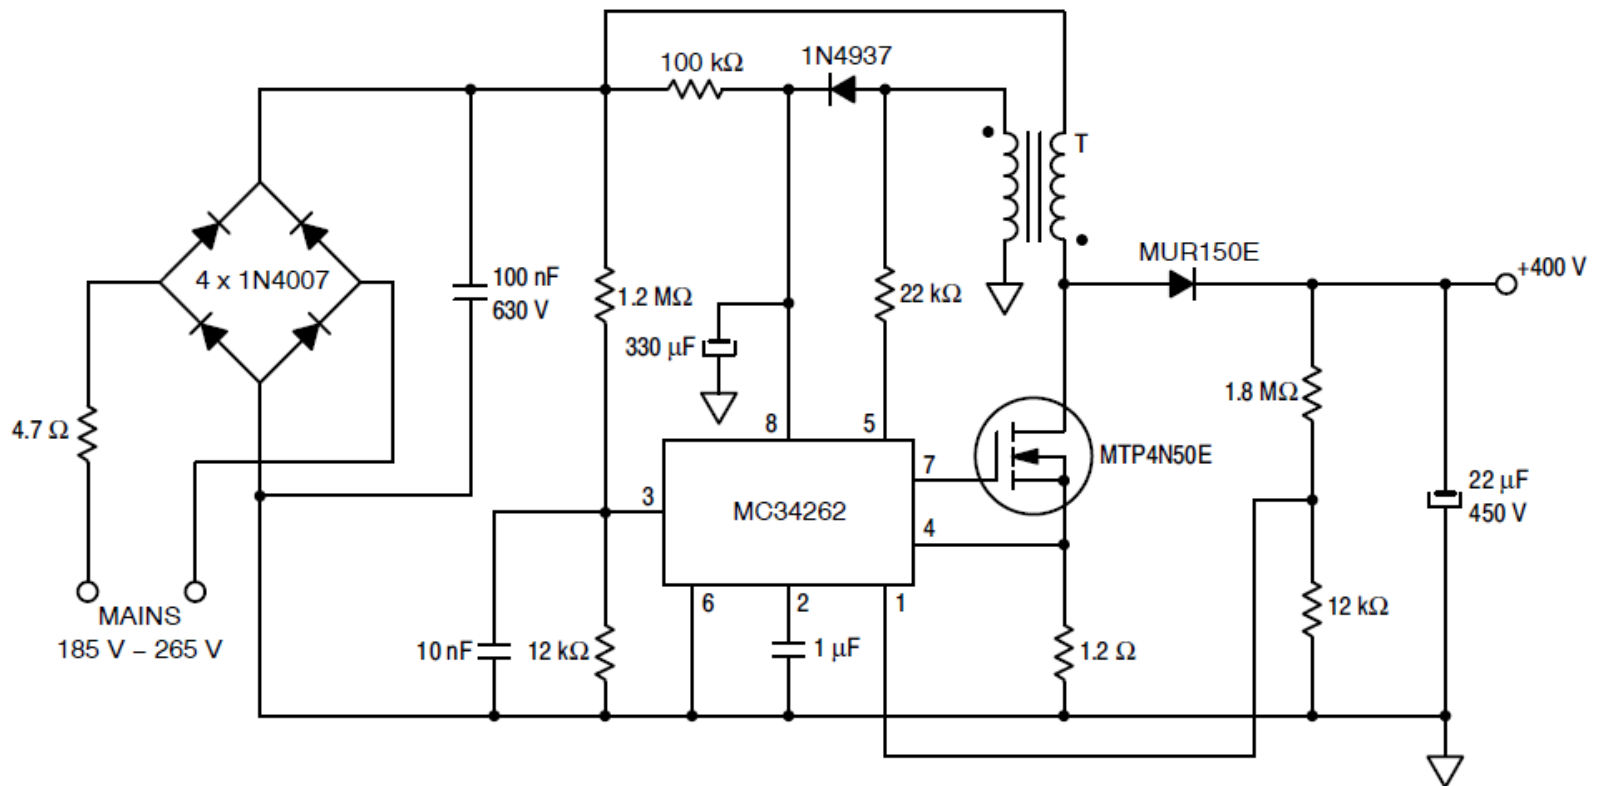 100 kΩ
1N4937
T
4 x 1N4007
100 nF
630 V
1.2 MΩ
22 kΩ
MUR150E
+400 V
330 µF
1.8 MΩ
4.7 Ω
8
5
7
MTP4N50E
3
MC34262
4
22 µF
450 V
6
2
1
MAINS
185 V – 265 V
10 nF
12 kΩ
1 µF
1.2 Ω
12 kΩ